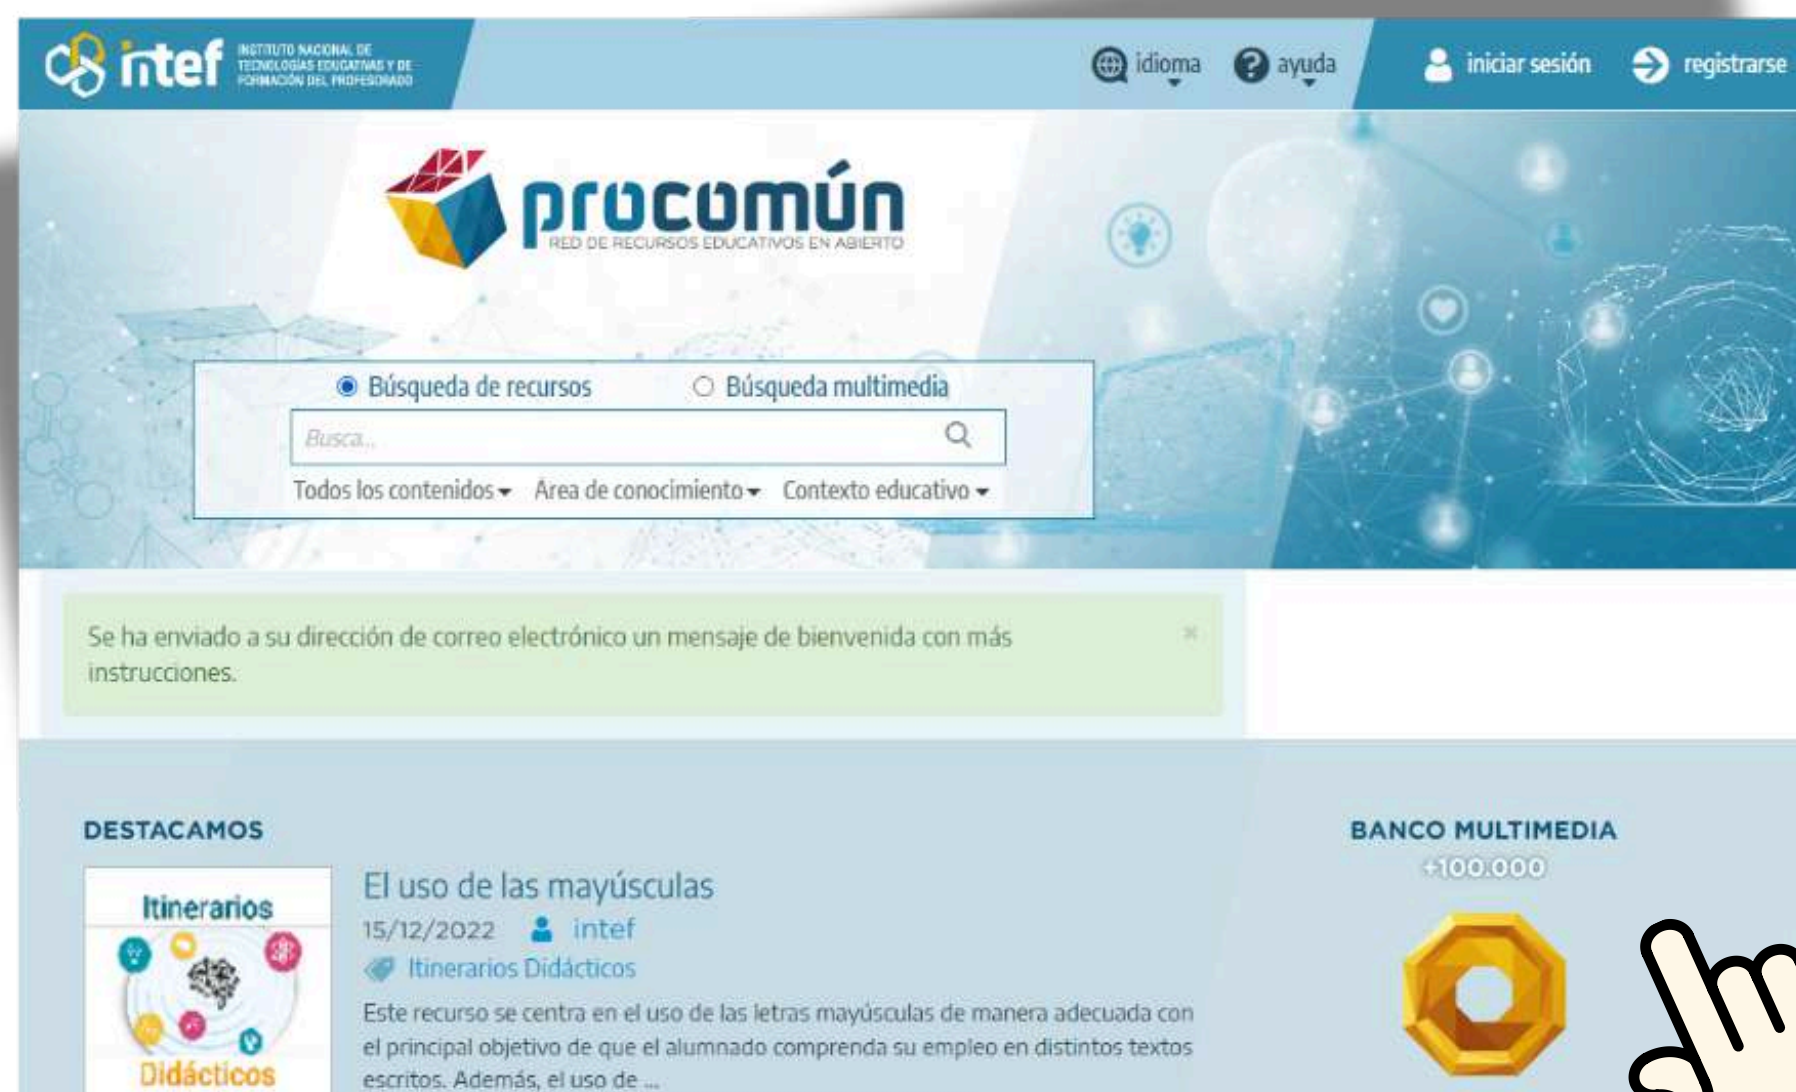 intef
INSTITUTO NACIONAL DE
TECNOLOGÍAS EDUCATIVAS Y DE
FORMACIÓN DEL PROFESORADO
idioma ayuda iniciar sesión registrarse
procomún
RED DE RECURSOS EDUCATIVOS EN ABIERTO
Búsqueda de recursos Búsqueda multimedia
Busca...
Todos los contenidos Area de conocimiento Contexto educativo
Se ha enviado a su dirección de correo electrónico un mensaje de bienvenida con más
instrucciones.
DESTACAMOS
Itinerarios
Didácticos
El uso de las mayúsculas
15/12/2022 intef
Itinerarios Didácticos
Este recurso se centra en el uso de las letras mayúsculas de manera adecuada con
el principal objetivo de que el alumnado comprenda su empleo en distintos textos
escritos. Además, el uso de ...
BANCO MULTIMEDIA
+100.000